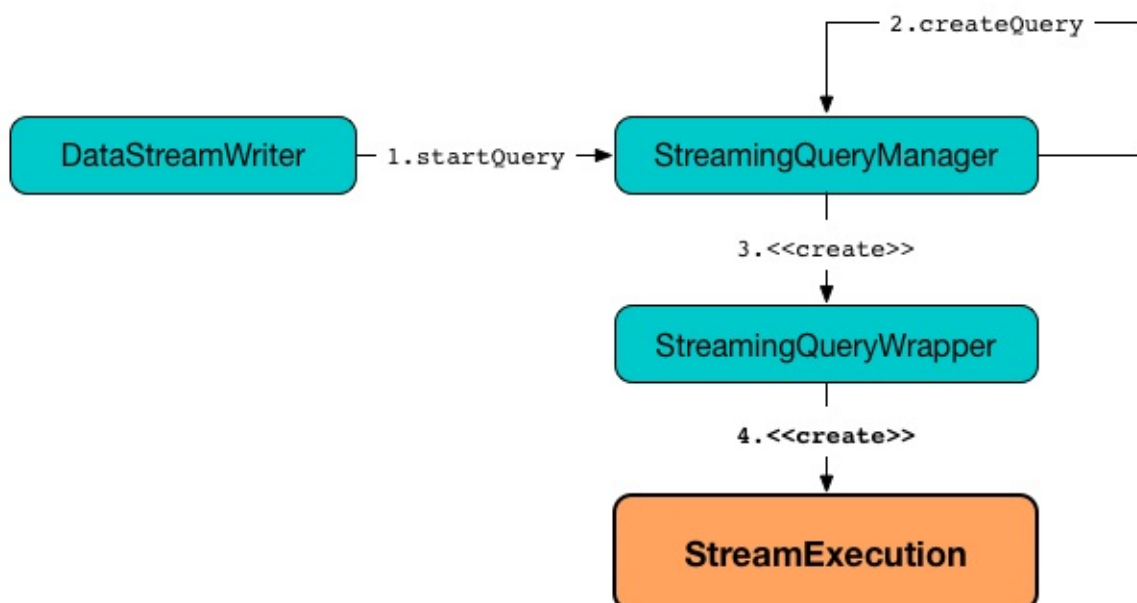 2.createQuery
DataStreamWriter
1.startQuery
StreamingQueryManager
3.<<create>>
StreamingQueryWrapper
4.<<create>>
StreamExecution